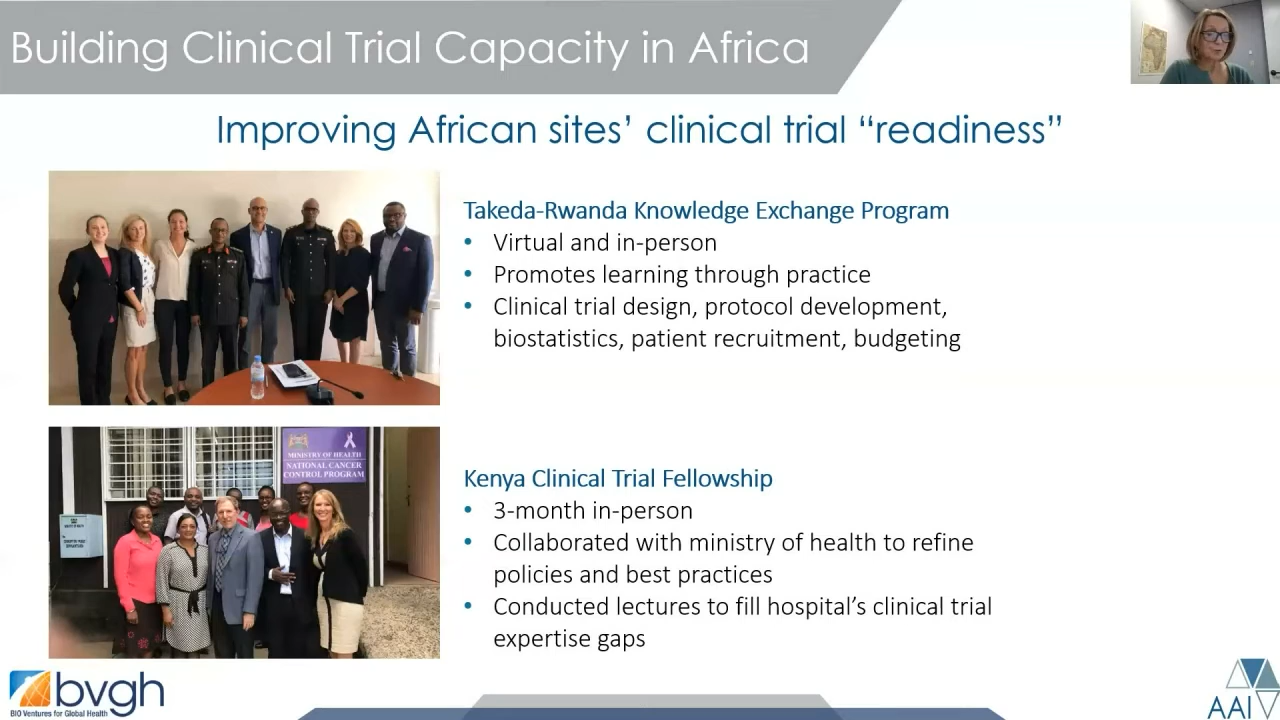 Building Clinical Trial Capacity in Africa
Improving African sites’ clinical trial “readiness”
Takeda-Rwanda Knowledge Exchange Program
• Virtual and in-person
• Promotes learning through practice
• Clinical trial design, protocol development,
biostatistics, patient recruitment, budgeting
MINISTRY OF HEALTH
NATIONAL CANCER
CONTROL PROGRAM
Kenya Clinical Trial Fellowship
• 3-month in-person
• Collaborated with ministry of health to refine
policies and best practices
• Conducted lectures to fill hospital’s clinical trial
expertise gaps
bvgh
BIO Ventures for Global Health
AAI